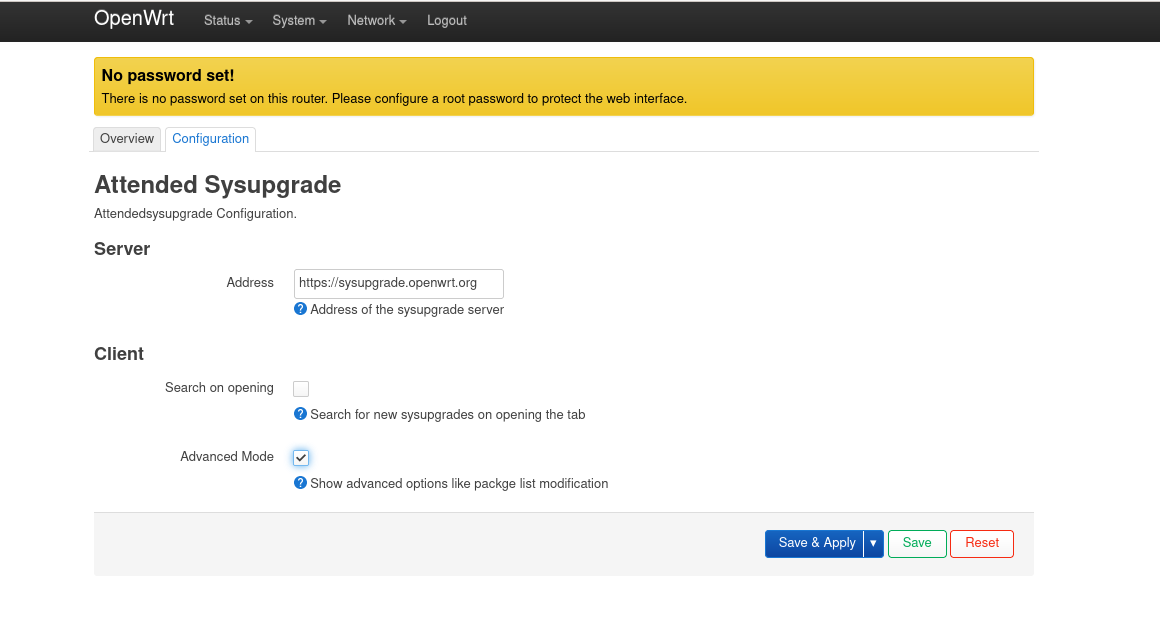 OpenWrt Status System Network Logout
No password set!
There is no password set on this router. Please configure a root password to protect the web interface.
Overview Configuration
Attended Sysupgrade
Attendedsysupgrade Configuration.
Server
Address https://sysupgrade.openwrt.org
? Address of the sysupgrade server
Client
Search on opening
? Search for new sysupgrades on opening the tab
Advanced Mode
? Show advanced options like packge list modification
Save & Apply ▾ Save Reset